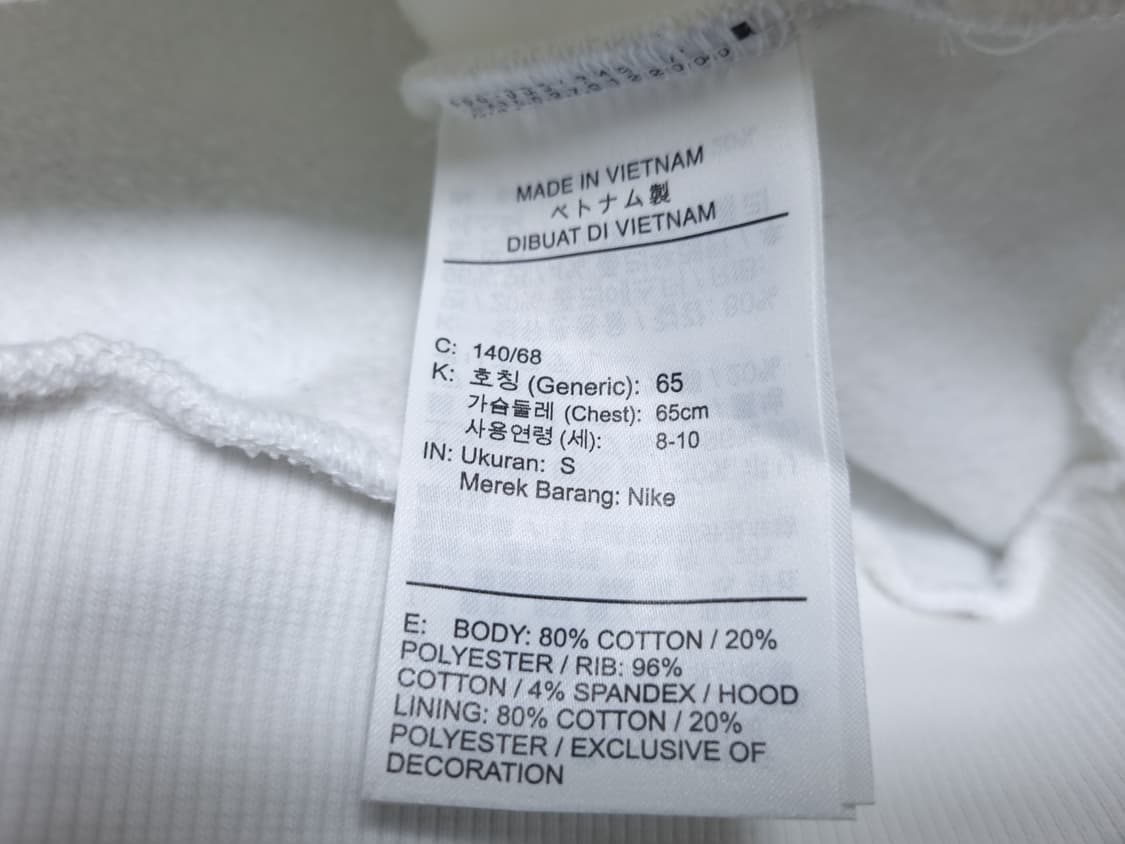 MADE IN VIETNAM
ベトナム製
DIBUAT DI VIETNAM
C: 140/68
K: 호칭 (Generic): 65
가슴둘레 (Chest): 65cm
사용연령 (세): 8-10
IN: Ukuran: S
Merek Barang: Nike
E: BODY: 80% COTTON / 20%
POLYESTER / RIB: 96%
COTTON / 4% SPANDEX / HOOD
LINING: 80% COTTON / 20%
POLYESTER / EXCLUSIVE OF
DECORATION